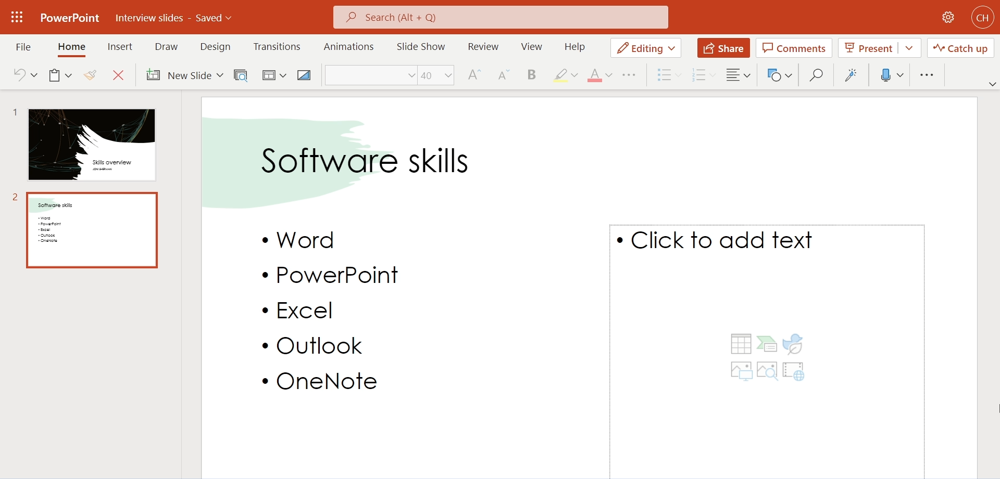 PowerPoint Interview slides - Saved Search (Alt + Q) CH
File Home Insert Draw Design Transitions Animations Slide Show Review View Help Editing Share Comments Present Catch up
New Slide 40 A A B A
1
Skills overview
JONI SHERMAN
2
Software skills
• Word
• PowerPoint
• Excel
• Outlook
• OneNote
Software skills
• Word
• PowerPoint
• Excel
• Outlook
• OneNote
• Click to add text